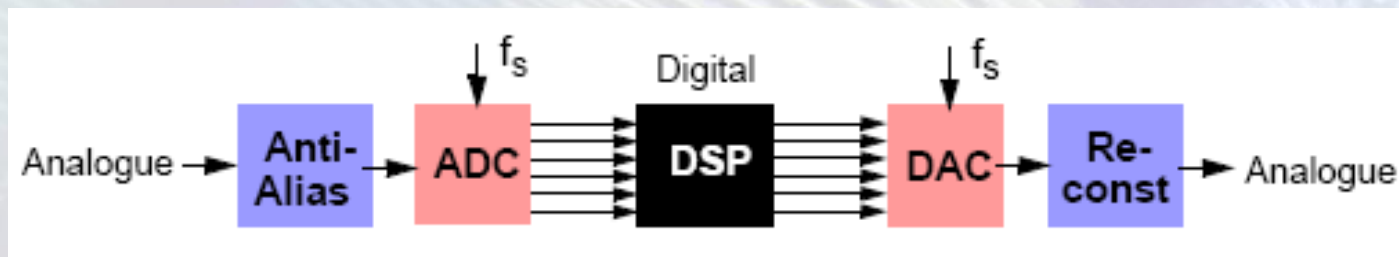 fs
fs
Digital
Analogue
Anti-
Alias
ADC
DSP
DAC
Re-
const
Analogue